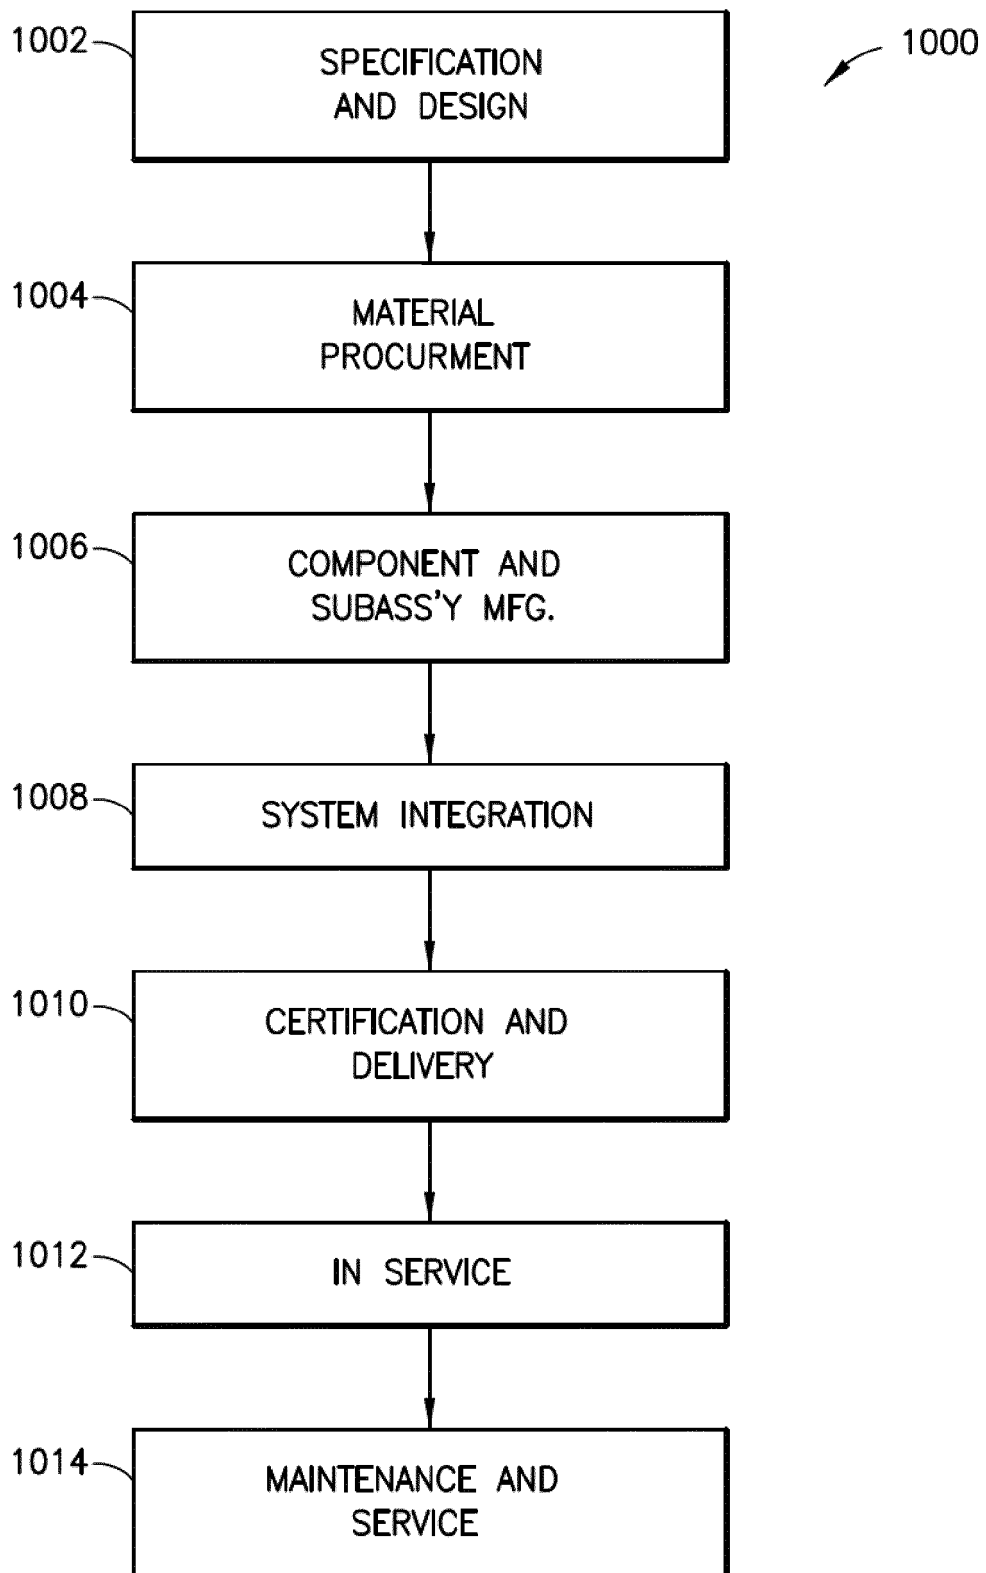 1000
1002
SPECIFICATION
AND DESIGN
1004
MATERIAL
PROCURMENT
1006
COMPONENT AND
SUBASS'Y MFG.
1008
SYSTEM INTEGRATION
1010
CERTIFICATION AND
DELIVERY
1012
IN SERVICE
1014
MAINTENANCE AND
SERVICE